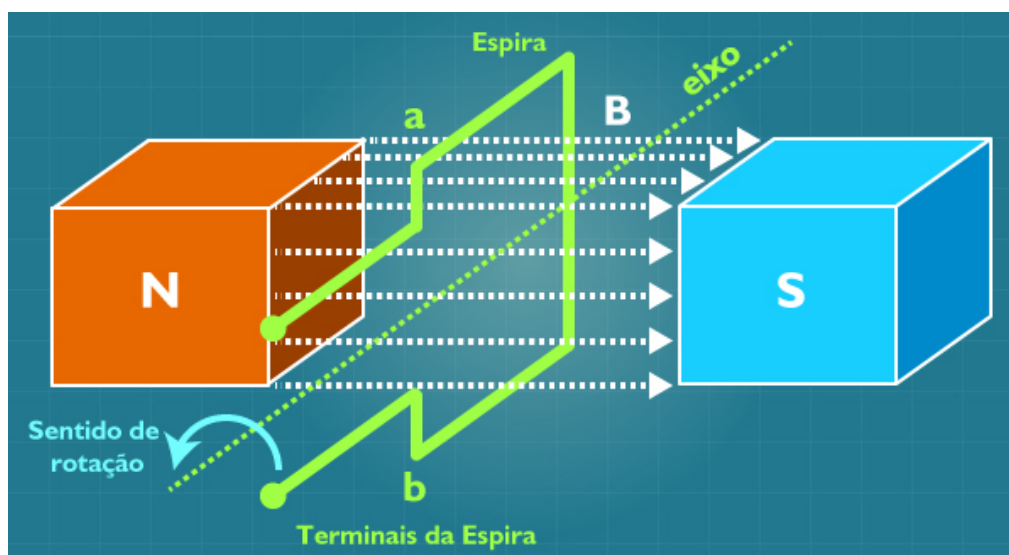 Espira
eixo
a
B
N
S
Sentido de
rotação
b
Terminais da Espira